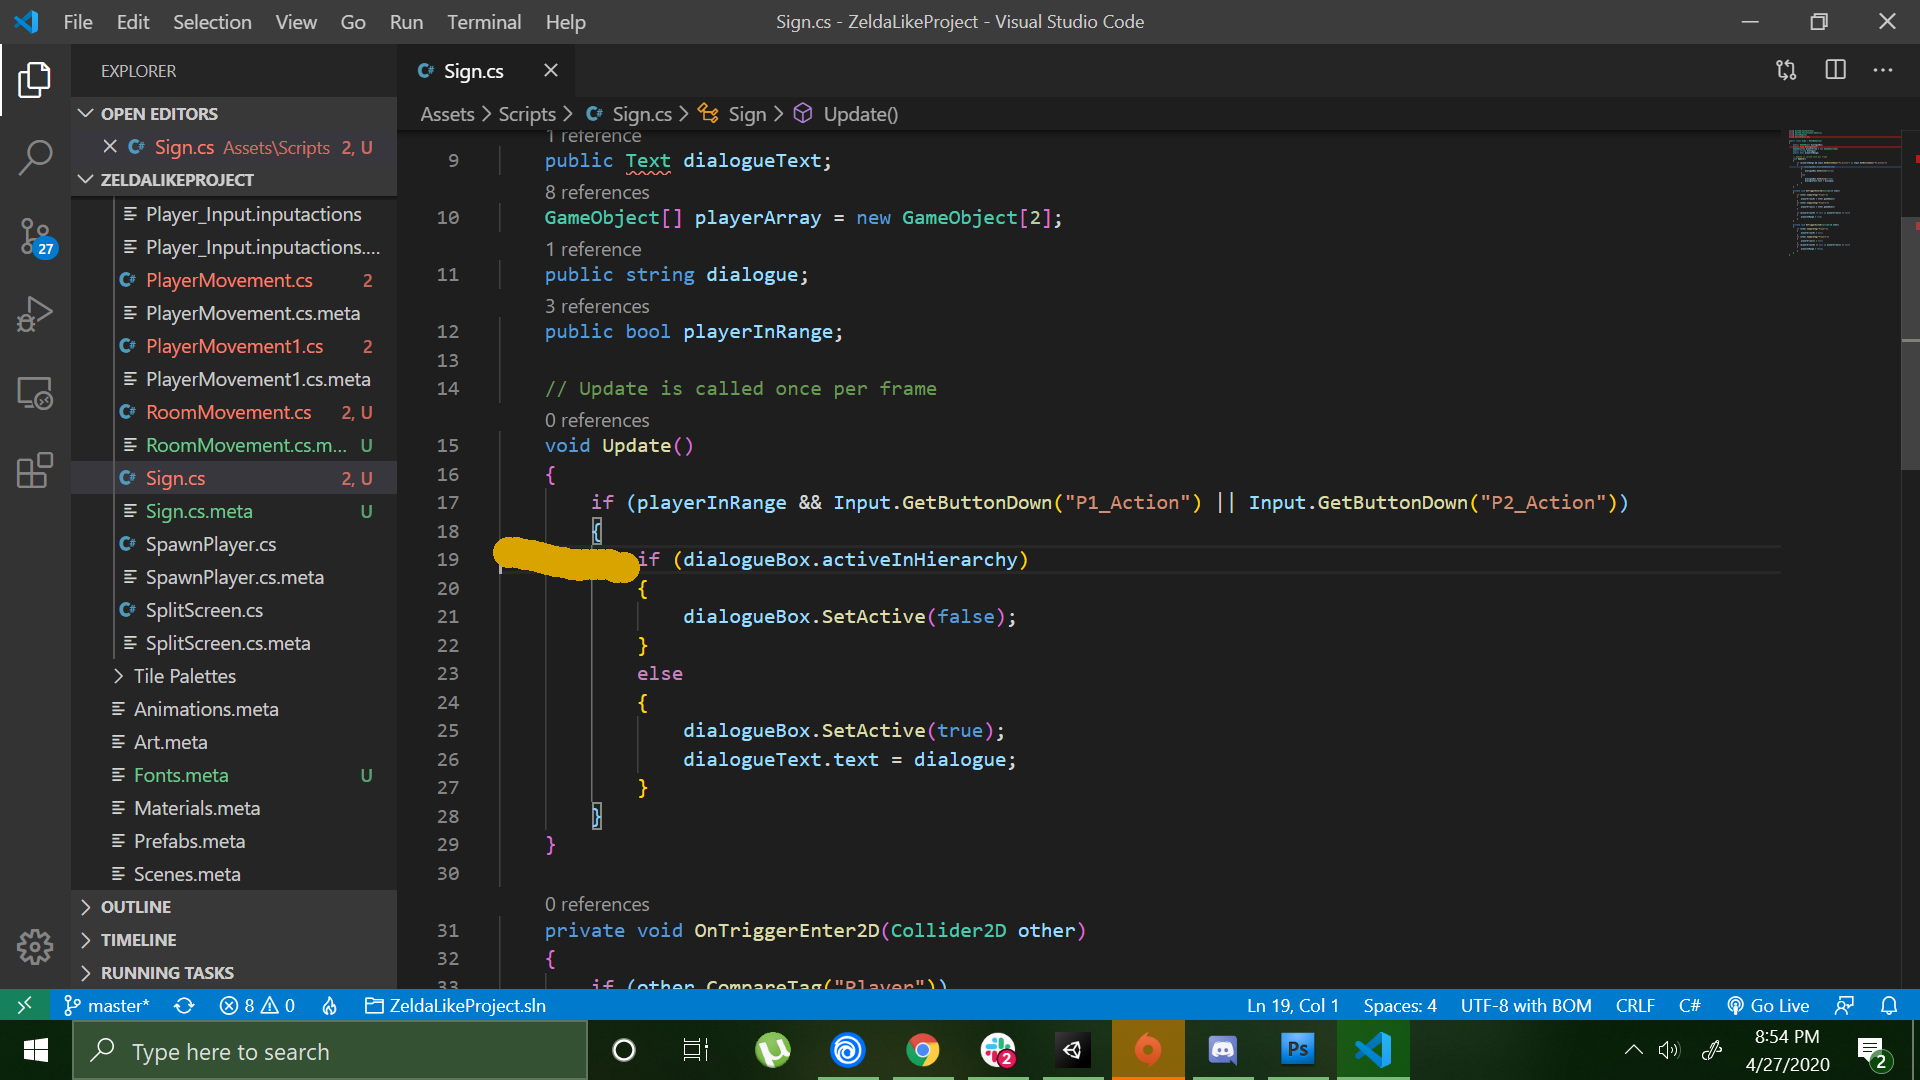 File Edit Selection View Go Run Terminal Help
Sign.cs - ZeldaLikeProject - Visual Studio Code
EXPLORER
OPEN EDITORS
Sign.cs Assets\Scripts 2, U
ZELDALIKEPROJECT
Player_Input.inputactions
Player_Input.inputactions....
PlayerMovement.cs 2
PlayerMovement.cs.meta
PlayerMovement1.cs 2
PlayerMovement1.cs.meta
RoomMovement.cs 2, U
RoomMovement.cs.m... U
Sign.cs 2, U
Sign.cs.meta U
SpawnPlayer.cs
SpawnPlayer.cs.meta
SplitScreen.cs
SplitScreen.cs.meta
Tile Palettes
Animations.meta
Art.meta
Fonts.meta U
Materials.meta
Prefabs.meta
Scenes.meta
OUTLINE
TIMELINE
RUNNING TASKS
27
Sign.cs
Assets > Scripts > Sign.cs > Sign > Update()
1 reference
9 public Text dialogueText;
8 references
10 GameObject[] playerArray = new GameObject[2];
1 reference
11 public string dialogue;
3 references
12 public bool playerInRange;
13
14 // Update is called once per frame
0 references
15 void Update()
16 {
17 if (playerInRange && Input.GetButtonDown("P1_Action") || Input.GetButtonDown("P2_Action"))
18 {
19 if (dialogueBox.activeInHierarchy)
20 {
21 dialogueBox.SetActive(false);
22 }
23 else
24 {
25 dialogueBox.SetActive(true);
26 dialogueText.text = dialogue;
27 }
28 }
29 }
30
0 references
31 private void OnTriggerEnter2D(Collider2D other)
32 {
33 if (other.CompareTag("Player"))
master* 8 0 ZeldaLikeProject.sln
Ln 19, Col 1 Spaces: 4 UTF-8 with BOM CRLF C# Go Live
Type here to search
2
Ps
8:54 PM
4/27/2020
2